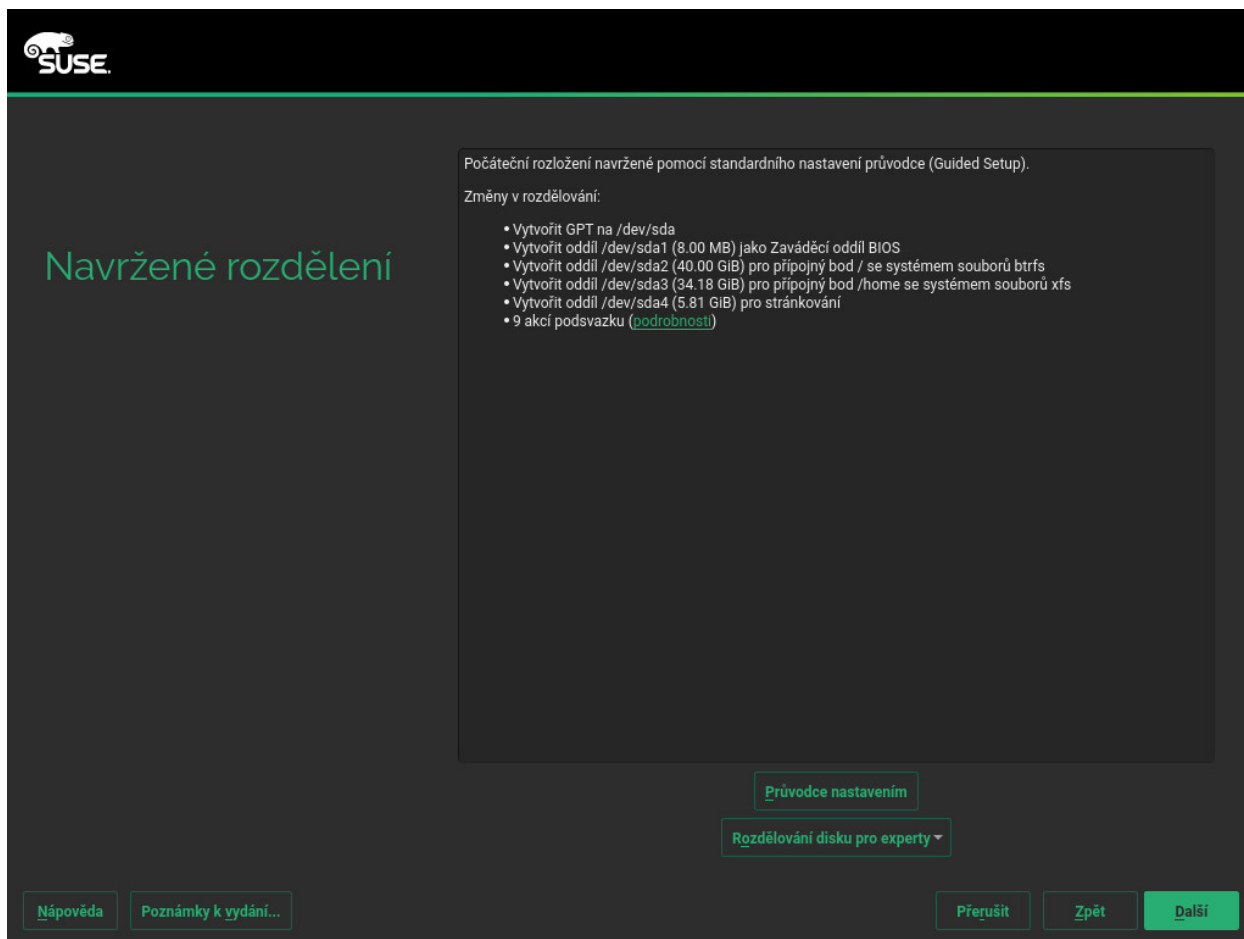 SUSE.
Počáteční rozložení navržené pomocí standardního nastavení průvodce (Guided Setup).
Změny v rozdělování:
• Vytvořit GPT na /dev/sda
• Vytvořit oddíl /dev/sda1 (8.00 MB) jako Zaváděcí oddíl BIOS
• Vytvořit oddíl /dev/sda2 (40.00 GiB) pro přípojný bod / se systémem souborů btrfs
• Vytvořit oddíl /dev/sda3 (34.18 GiB) pro přípojný bod /home se systémem souborů xfs
• Vytvořit oddíl /dev/sda4 (5.81 GiB) pro stránkování
• 9 akcí podsvazku (podrobnosti)
Navržené rozdělení
Průvodce nastavením
Rozdělování disku pro experty
Nápověda
Poznámky k vydání...
Přerušit
Zpět
Další